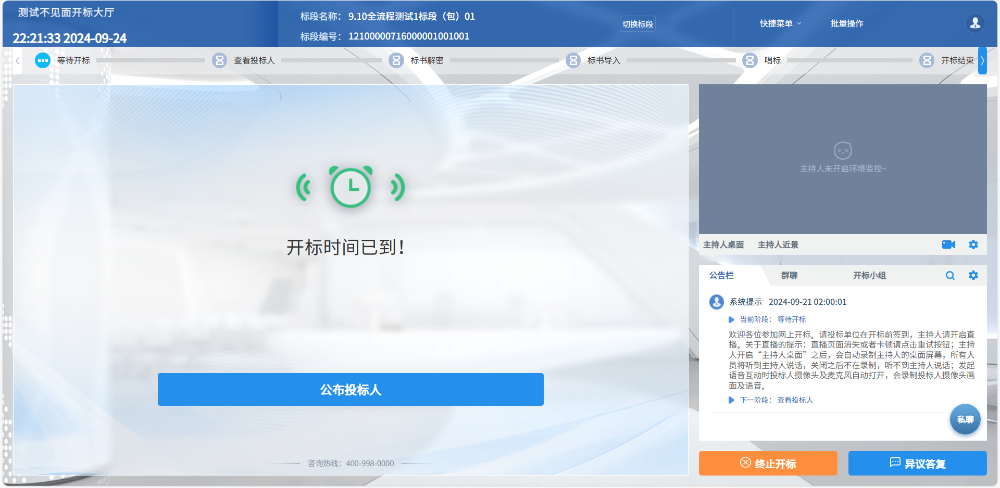 测试不见面开标大厅
22:21:33 2024-09-24
标段名称： 9.10全流程测试1标段（包）01
标段编号： 12100000716000001001001
切换标段
快捷菜单
批量操作
等待开标
查看投标人
标书解密
标书导入
唱标
开标结束
开标时间已到！
公布投标人
咨询热线：400-998-0000
主持人未开启环境监控~
主持人桌面 主持人近景
公告栏 群聊 开标小组
系统提示 2024-09-21 02:00:01
当前阶段： 等待开标
欢迎各位参加网上开标。请投标单位在开标前签到，主持人请开启直
播。关于直播的提示：直播页面消失或者卡顿请点击重试按钮；主持
人开启“主持人桌面”之后，会自动录制主持人的桌面屏幕，所有人
员将听到主持人说话，关闭之后不在录制，听不到主持人说话；发起
语音互动时投标人摄像头及麦克风自动打开，会录制投标人摄像头画
面及语音。
下一阶段： 查看投标人
私聊
终止开标
异议答复